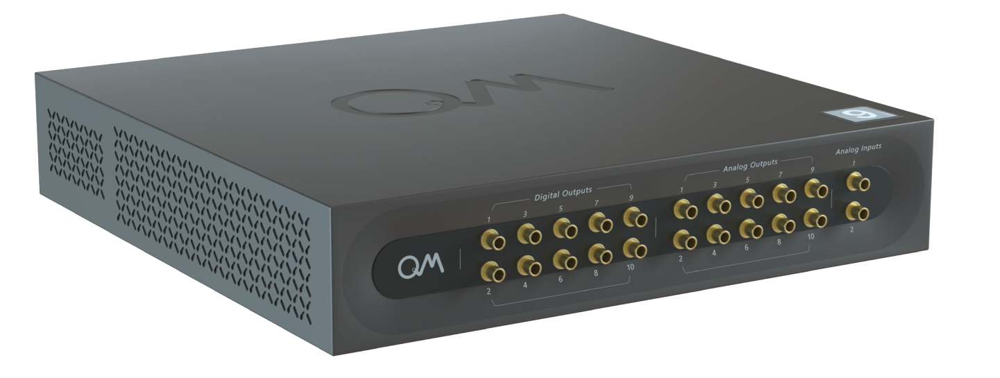 QM
9
Analog Inputs
1
Analog Outputs
1 3 5 7 9
Digital Outputs
1 3 5 7 9
QM
2 4 6 8 10
2 4 6 8 10
2